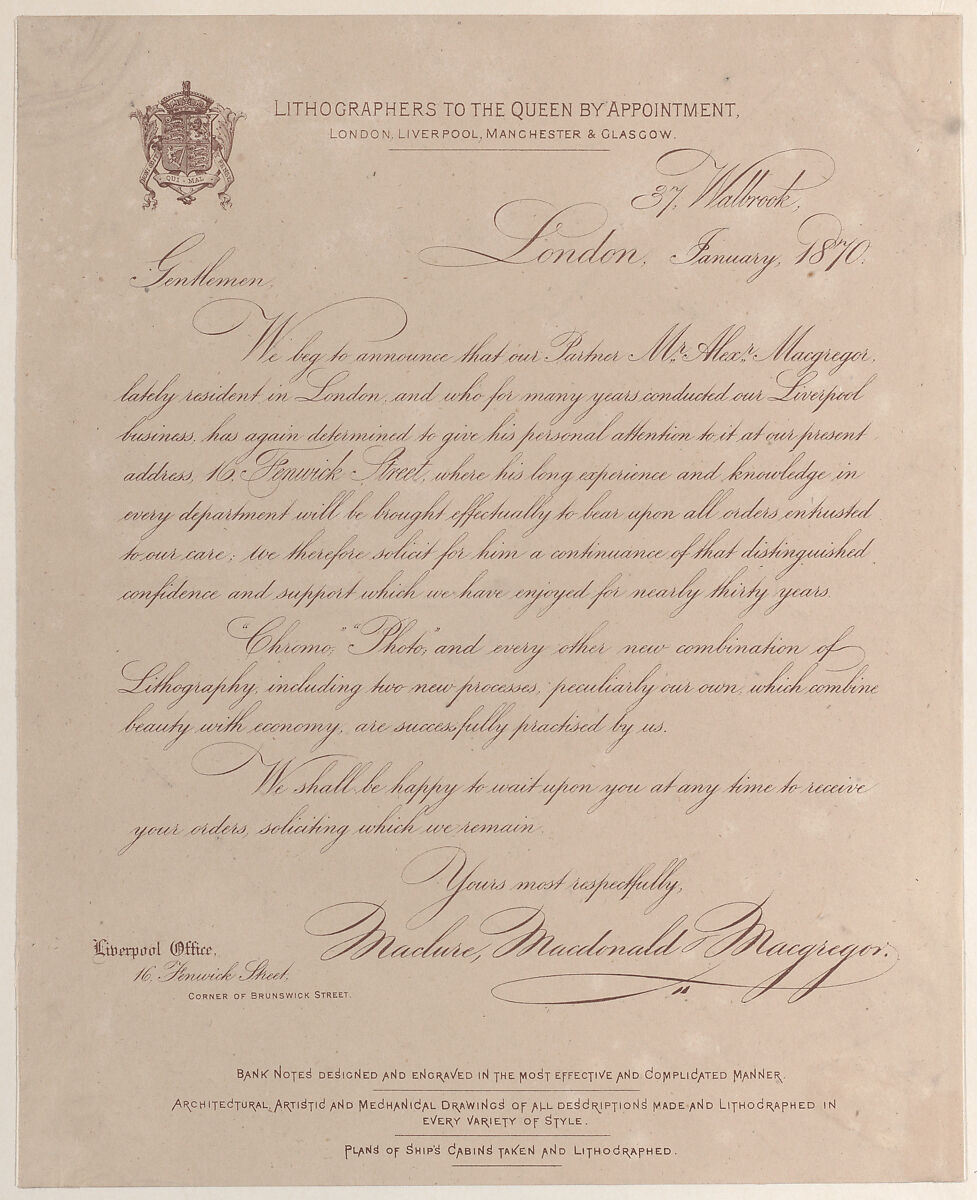 LITHOGRAPHERS TO THE QUEEN BY APPOINTMENT,
LONDON, LIVERPOOL, MANCHESTER & GLASGOW.
QUI MAL
37, Walbrook,
London, January, 1870.
Gentlemen,
We beg to announce that our Partner Mr. Alexr. Macgregor,
lately resident in London, and who for many years conducted our Liverpool
business, has again determined to give his personal attention to it at our present
address, 16, Fenwick Street, where his long experience and knowledge in
every department will be brought effectually to bear upon all orders entrusted
to our care; we therefore solicit for him a continuance of that distinguished
confidence and support which we have enjoyed for nearly thirty years.
"Chromo," "Photo," and every other new combination of
Lithography, including two new processes, peculiarly our own, which combine
beauty with economy, are successfully practised by us.
We shall be happy to wait upon you at any time to receive
your orders, soliciting which we remain,
Yours most respectfully,
Maclure, Macdonald & Macgregor.
Liverpool Office,
16, Fenwick Street,
CORNER OF BRUNSWICK STREET.
BANK NOTES DESIGNED AND ENGRAVED IN THE MOST EFFECTIVE AND COMPLICATED MANNER.
ARCHITECTURAL, ARTISTIC AND MECHANICAL DRAWINGS OF ALL DESCRIPTIONS MADE AND LITHOGRAPHED IN
EVERY VARIETY OF STYLE.
PLANS OF SHIP'S CABINS TAKEN AND LITHOGRAPHED.